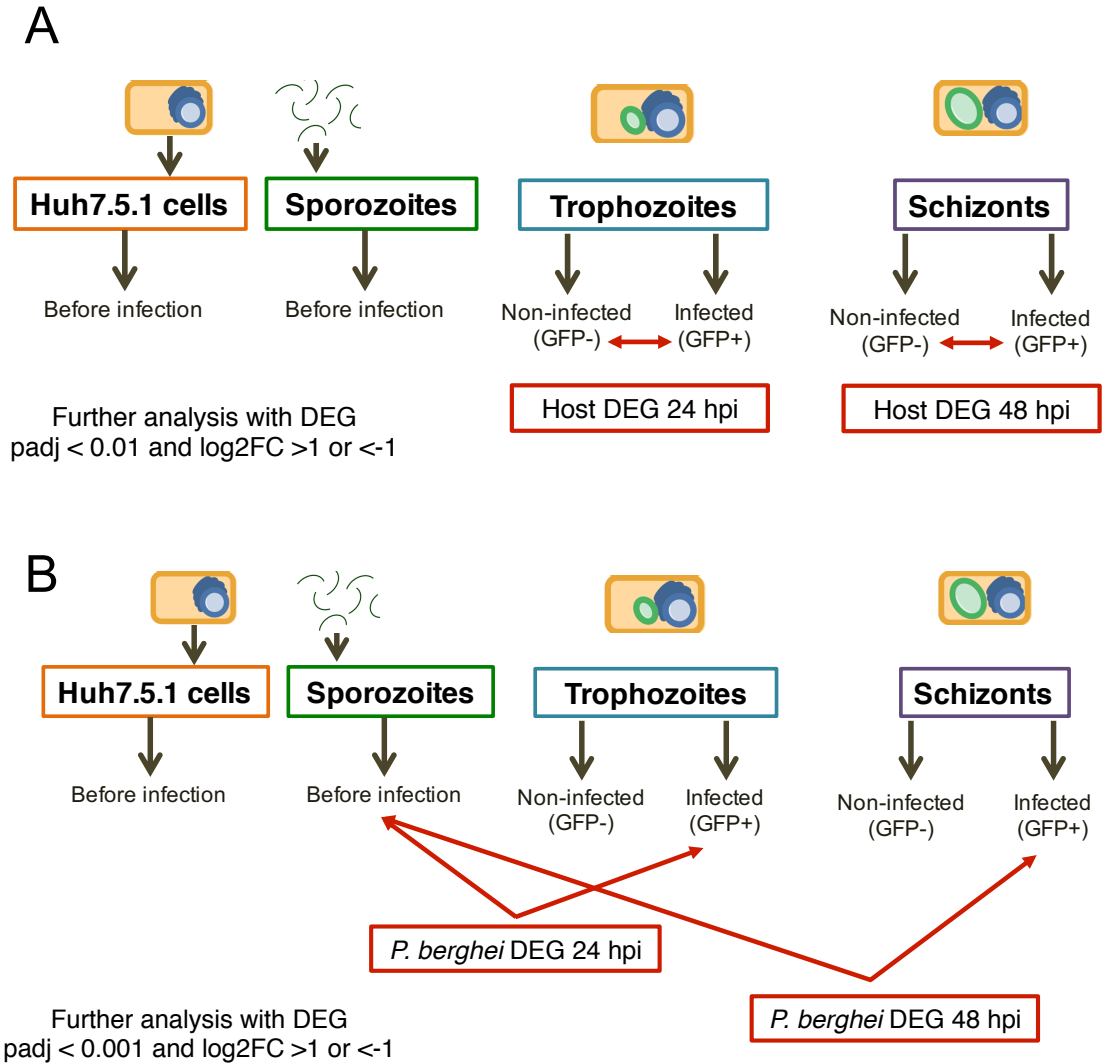 A
Huh7.5.1 cells
Sporozoites
Trophozoites
Schizonts
Before infection
Before infection
Non-infected
(GFP-)
Infected
(GFP+)
Non-infected
(GFP-)
Infected
(GFP+)
Host DEG 24 hpi
Host DEG 48 hpi
Further analysis with DEG
padj < 0.01 and log2FC >1 or <-1
B
Huh7.5.1 cells
Sporozoites
Trophozoites
Schizonts
Before infection
Before infection
Non-infected
(GFP-)
Infected
(GFP+)
Non-infected
(GFP-)
Infected
(GFP+)
P. berghei DEG 24 hpi
P. berghei DEG 48 hpi
Further analysis with DEG
padj < 0.001 and log2FC >1 or <-1